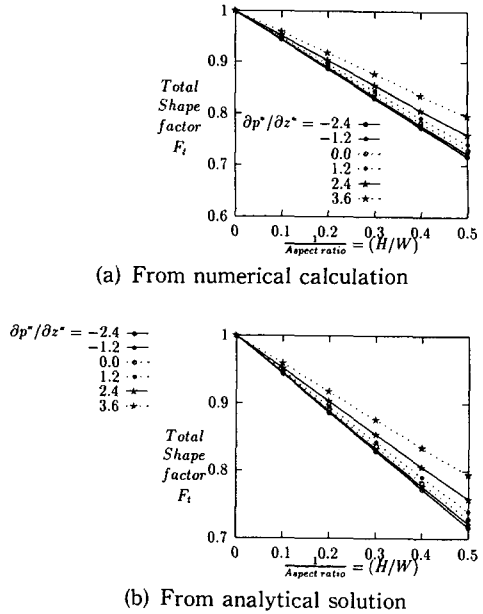 1
0.9
0.8
0.7
0.6
Total
Shape
factor
F_t
∂p*/∂z* = −2.4
−1.2
0.0
1.2
2.4
3.6
0 0.1 0.2 0.3 0.4 0.5
1/Aspect ratio = (H/W)
(a) From numerical calculation
∂p*/∂z* = −2.4
−1.2
0.0
1.2
2.4
3.6
1
0.9
0.8
0.7
Total
Shape
factor
F_t
0 0.1 0.2 0.3 0.4 0.5
1/Aspect ratio = (H/W)
(b) From analytical solution